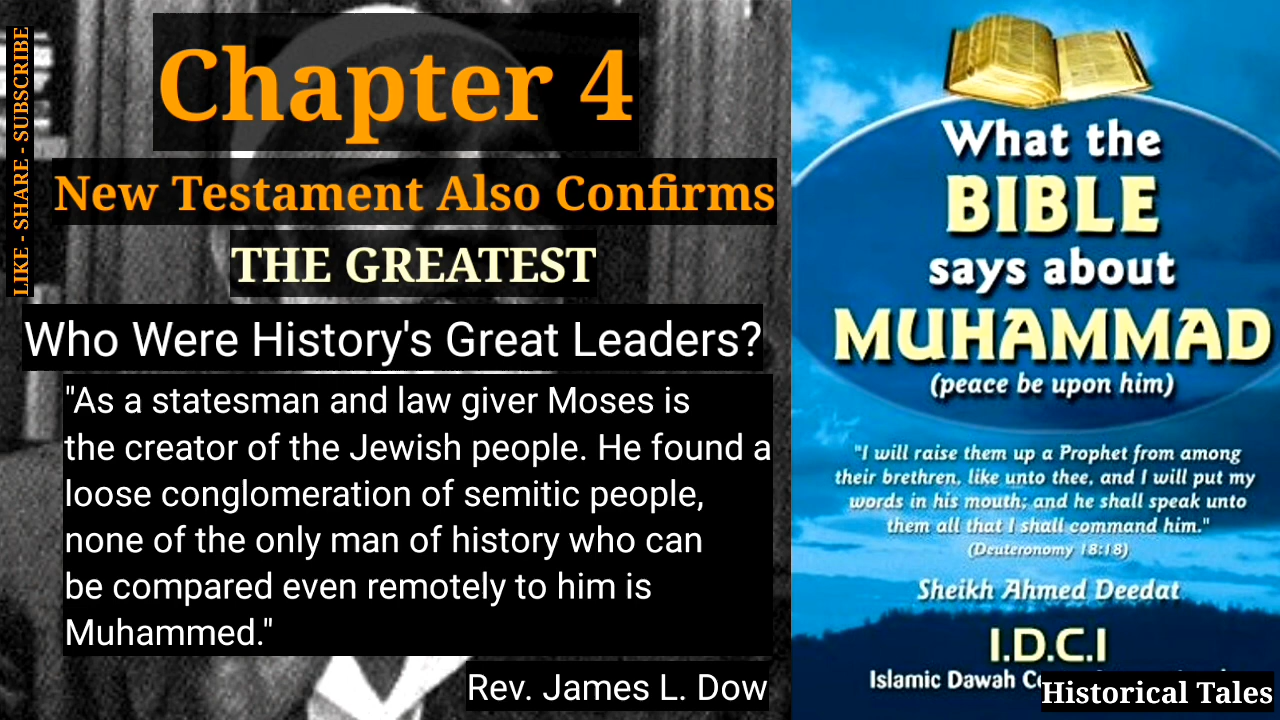 LIKE - SHARE - SUBSCRIBE
Chapter 4
New Testament Also Confirms
THE GREATEST
Who Were History's Great Leaders?
"As a statesman and law giver Moses is
the creator of the Jewish people. He found a
loose conglomeration of semitic people,
none of the only man of history who can
be compared even remotely to him is
Muhammed."
Rev. James L. Dow
What the
BIBLE
says about
MUHAMMAD
(peace be upon him)
"I will raise them up a Prophet from among
their brethren, like unto thee, and I will put my
words in his mouth; and he shall speak unto
them all that I shall command him."
(Deuteronomy 18:18)
Sheikh Ahmed Deedat
I.D.C.I
Islamic Dawah
Historical Tales